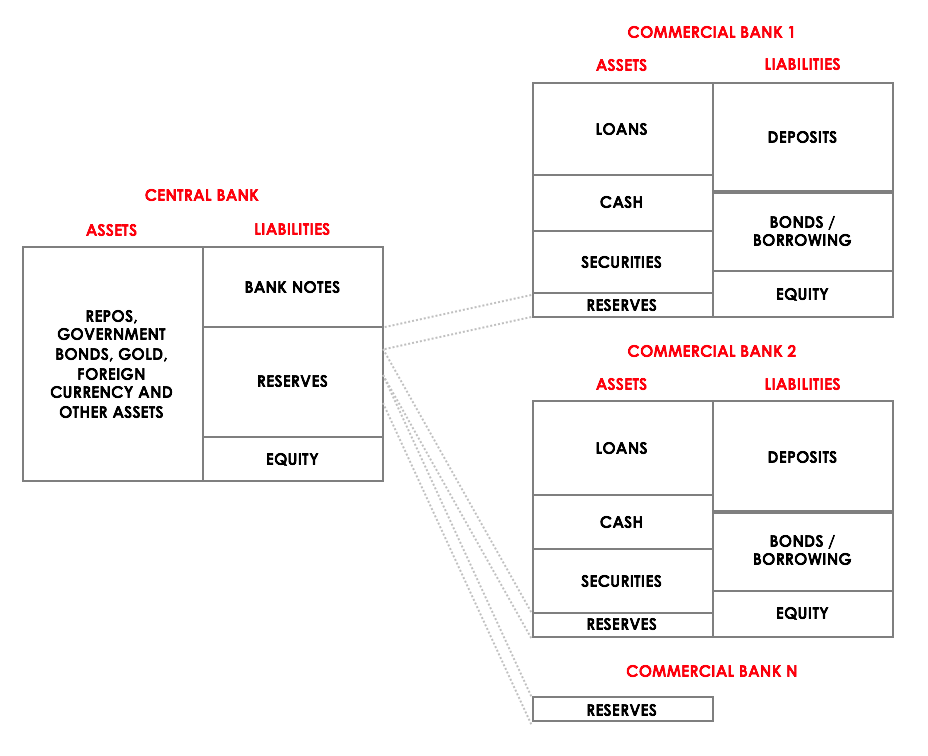 CENTRAL BANK
ASSETS
LIABILITIES
REPOS,
GOVERNMENT
BONDS, GOLD,
FOREIGN
CURRENCY AND
OTHER ASSETS
BANK NOTES
RESERVES
EQUITY
COMMERCIAL BANK 1
ASSETS
LIABILITIES
LOANS
CASH
SECURITIES
RESERVES
DEPOSITS
BONDS /
BORROWING
EQUITY
COMMERCIAL BANK 2
ASSETS
LIABILITIES
LOANS
CASH
SECURITIES
RESERVES
DEPOSITS
BONDS /
BORROWING
EQUITY
COMMERCIAL BANK N
RESERVES